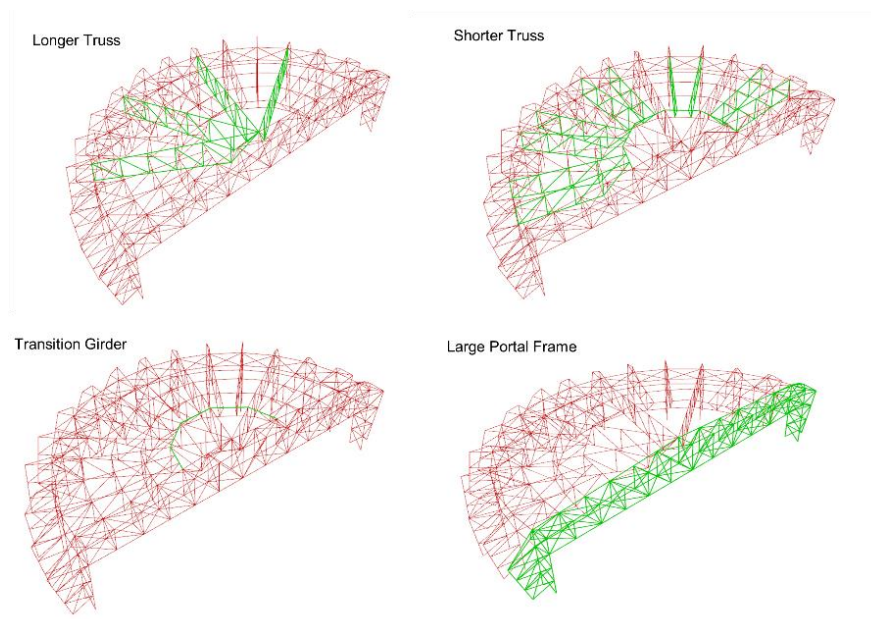 Longer Truss
Shorter Truss
Transition Girder
Large Portal Frame